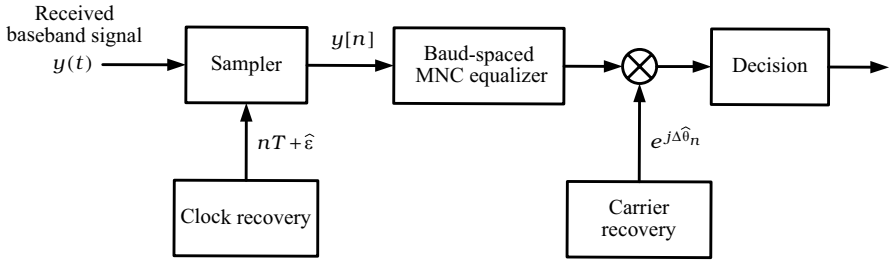 Received
baseband signal
y(t)
Sampler
y[n]
Baud-spaced
MNC equalizer
Decision
nT + ε̂
e^{jΔθ̂n}
Clock recovery
Carrier
recovery